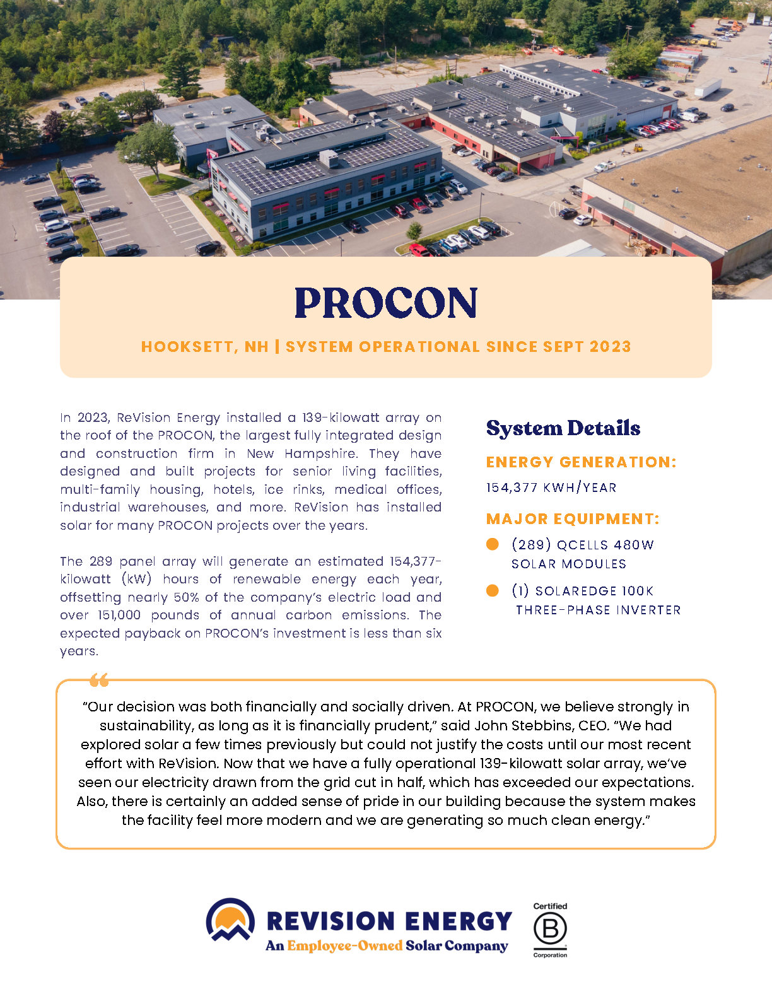 PROCON
HOOKSETT, NH | SYSTEM OPERATIONAL SINCE SEPT 2023
In 2023, ReVision Energy installed a 139-kilowatt array on
the roof of the PROCON, the largest fully integrated design
and construction firm in New Hampshire. They have
designed and built projects for senior living facilities,
multi-family housing, hotels, ice rinks, medical offices,
industrial warehouses, and more. ReVision has installed
solar for many PROCON projects over the years.
The 289 panel array will generate an estimated 154,377-
kilowatt (kW) hours of renewable energy each year,
offsetting nearly 50% of the company's electric load and
over 151,000 pounds of annual carbon emissions. The
expected payback on PROCON's investment is less than six
years.
System Details
ENERGY GENERATION:
154,377 KWH/YEAR
MAJOR EQUIPMENT:
(289) QCELLS 480W
SOLAR MODULES
(1) SOLAREDGE 100K
THREE-PHASE INVERTER
“Our decision was both financially and socially driven. At PROCON, we believe strongly in
sustainability, as long as it is financially prudent,” said John Stebbins, CEO. “We had
explored solar a few times previously but could not justify the costs until our most recent
effort with ReVision. Now that we have a fully operational 139-kilowatt solar array, we’ve
seen our electricity drawn from the grid cut in half, which has exceeded our expectations.
Also, there is certainly an added sense of pride in our building because the system makes
the facility feel more modern and we are generating so much clean energy.”
REVISION ENERGY
An Employee-Owned Solar Company
Certified
B
Corporation